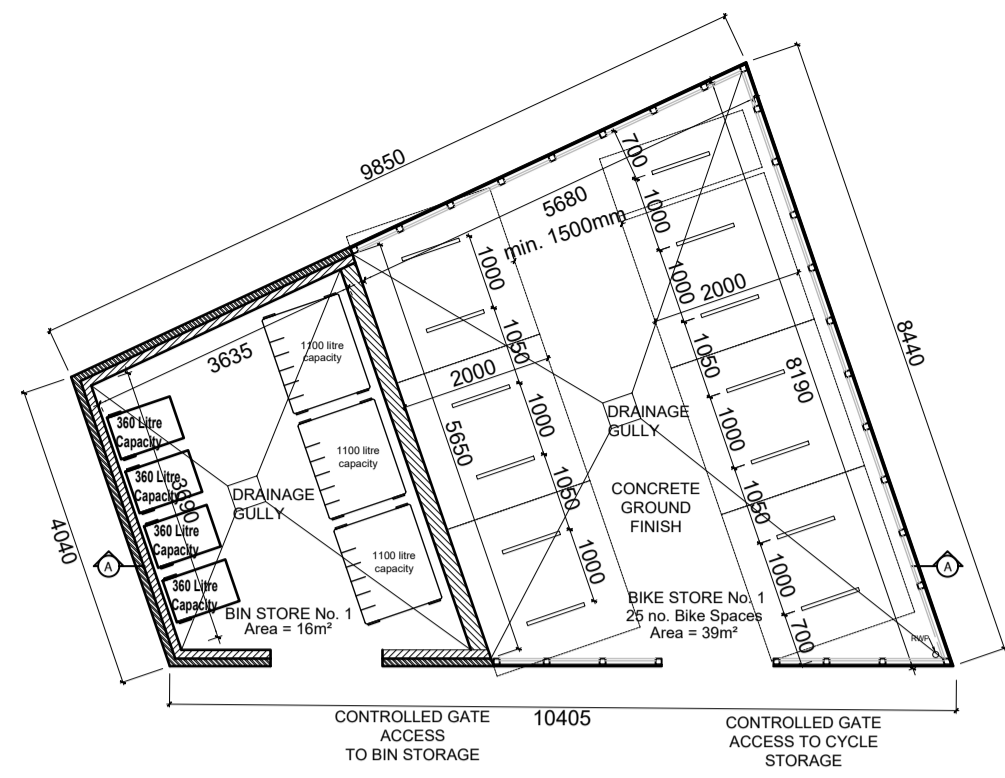 9850
5680
min. 1500mm
700
1000
1000
2000
1050
1000
1050
1000
700
8190
8440
1000
1050
1000
1050
1000
2000
5650
3635
3690
4040
1100 litre
capacity
1100 litre
capacity
1100 litre
capacity
360 Litre
Capacity
360 Litre
Capacity
360 Litre
Capacity
360 Litre
Capacity
DRAINAGE
GULLY
DRAINAGE
GULLY
CONCRETE
GROUND
FINISH
A
A
BIN STORE No. 1
Area = 16m²
BIKE STORE No. 1
25 no. Bike Spaces
Area = 39m²
RWP
10405
CONTROLLED GATE
ACCESS
TO BIN STORAGE
CONTROLLED GATE
ACCESS TO CYCLE
STORAGE